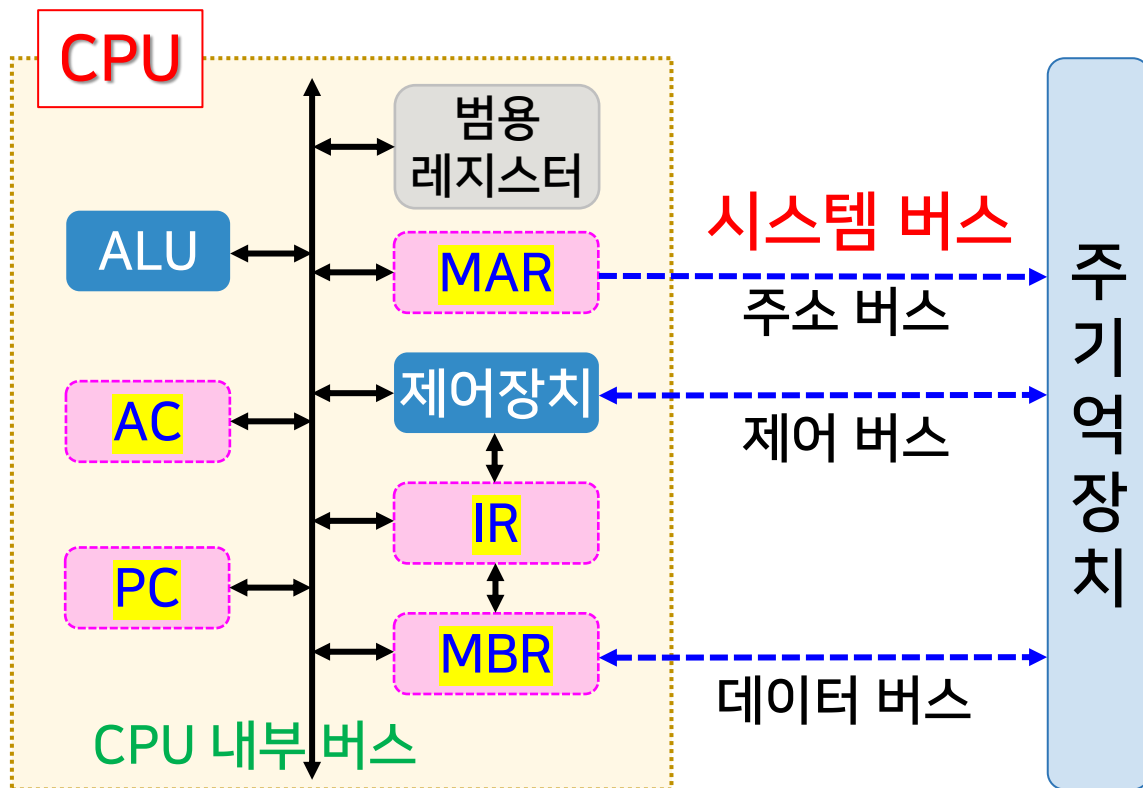 CPU
범용
레지스터
ALU
시스템 버스
MAR
주소 버스
제어장치
AC
제어 버스
IR
PC
MBR
데이터 버스
CPU 내부 버스
주
기
억
장
치